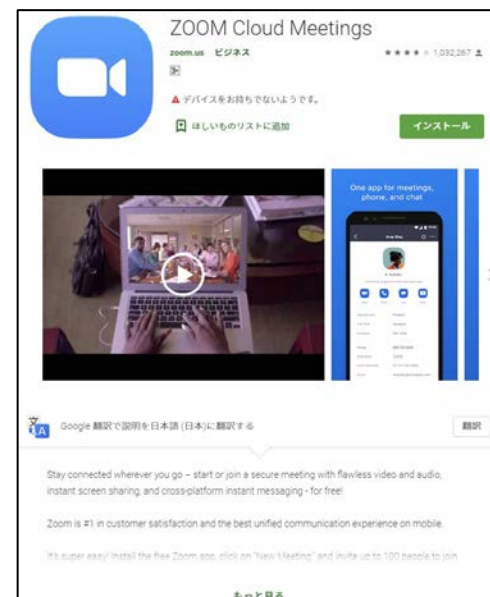 ZOOM Cloud Meetings
zoom.us ビジネス
1,032,267
3+
デバイスをお持ちでないようです。
ほしいものリストに追加
インストール
One app for meetings,
phone, and chat
Google 翻訳で説明を日本語 (日本)に翻訳する
翻訳
Stay connected wherever you go – start or join a secure meeting with flawless video and audio,
instant screen sharing, and cross-platform instant messaging - for free!
Zoom is #1 in customer satisfaction and the best unified communication experience on mobile.
It's super easy! Install the free Zoom app, click on "New Meeting" and invite up to 100 people to join
もっと見る